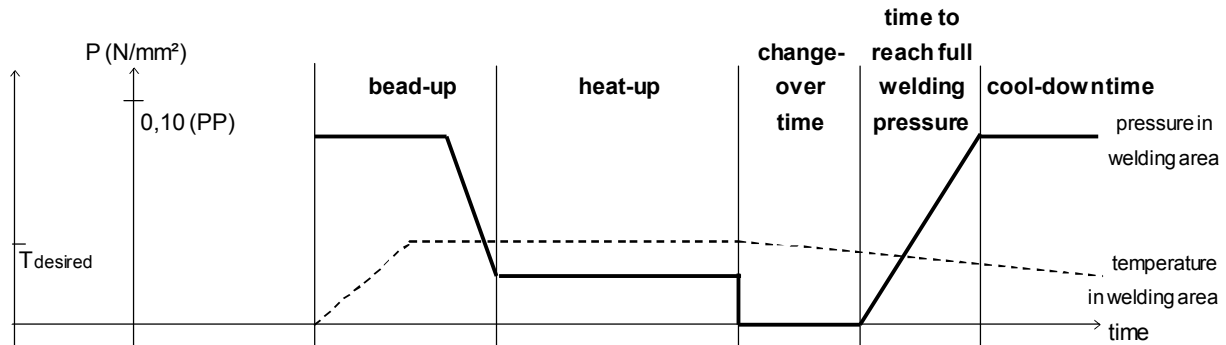 P (N/mm²)
0,10 (PP)
Tdesired
bead-up
heat-up
change-
over
time
time to
reach full
welding
pressure
cool-downtime
pressure in
welding area
temperature
in welding area
time